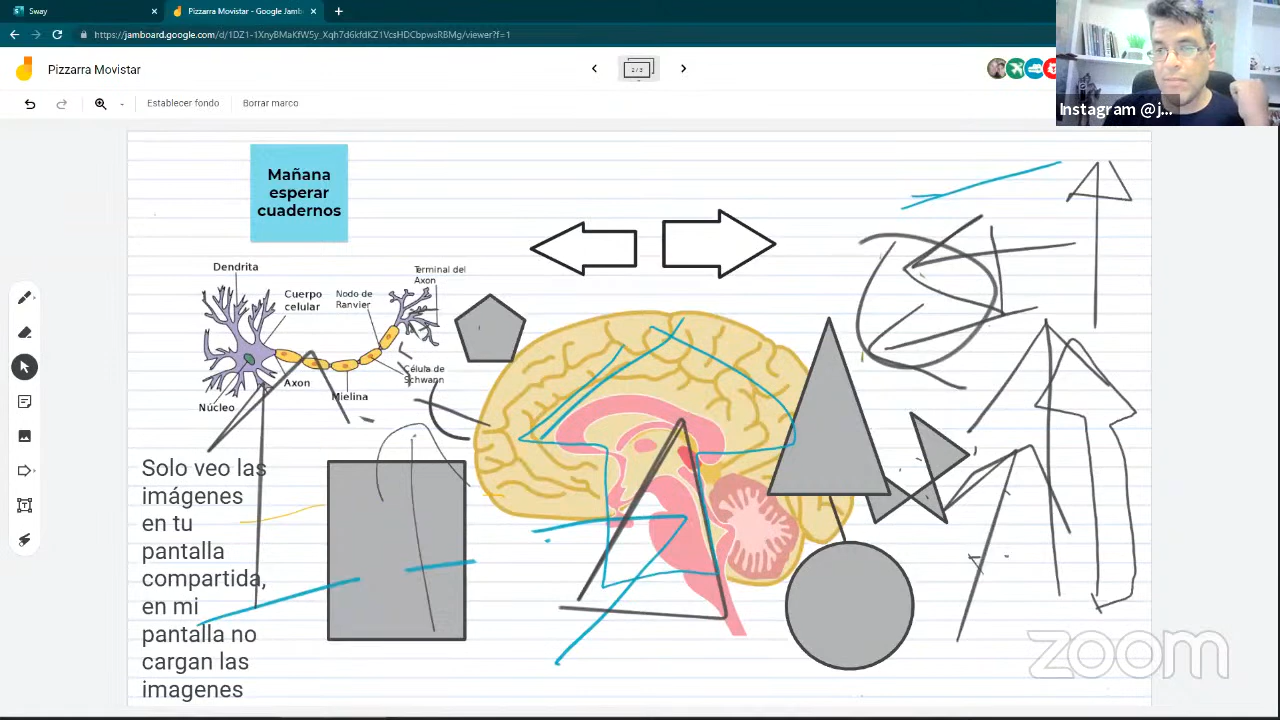 Sway
Pizzarra Movistar - Google Jamb
Pizzarra Movistar
2 / 3
Establecer fondo
Borrar marco
Instagram @j...
Mañana
esperar
cuadernos
Dendrita
Terminal del
Axon
Cuerpo
celular
Nodo de
Ranvier
Célula de
Schwann
Axon
Mielina
Núcleo
Solo veo las
imágenes
en tu
pantalla
compartida,
en mi
pantalla no
cargan las
imagenes
zoom